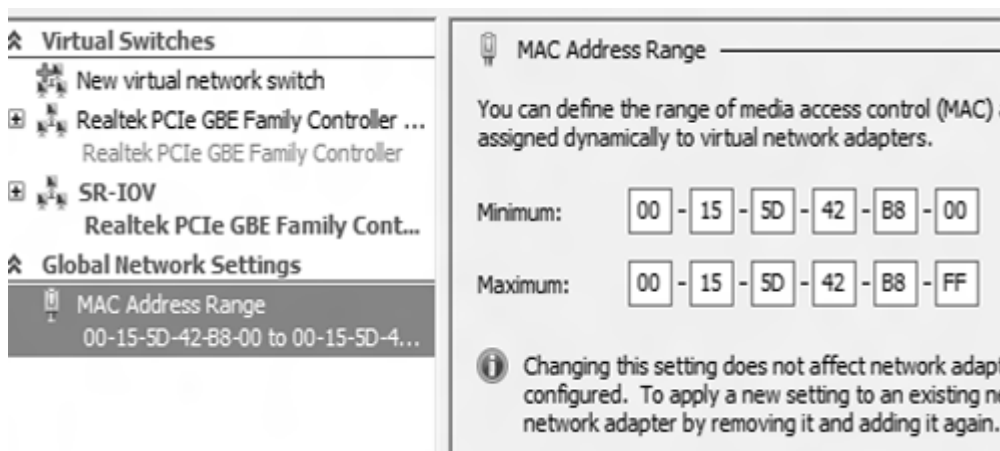 Virtual Switches
New virtual network switch
Realtek PCIe GBE Family Controller ...
Realtek PCIe GBE Family Controller
SR-IOV
Realtek PCIe GBE Family Cont...
Global Network Settings
MAC Address Range
00-15-5D-42-B8-00 to 00-15-5D-4...
MAC Address Range
You can define the range of media access control (MAC)
assigned dynamically to virtual network adapters.
Minimum: 00 - 15 - 5D - 42 - B8 - 00
Maximum: 00 - 15 - 5D - 42 - B8 - FF
Changing this setting does not affect network adapt
configured. To apply a new setting to an existing ne
network adapter by removing it and adding it again.